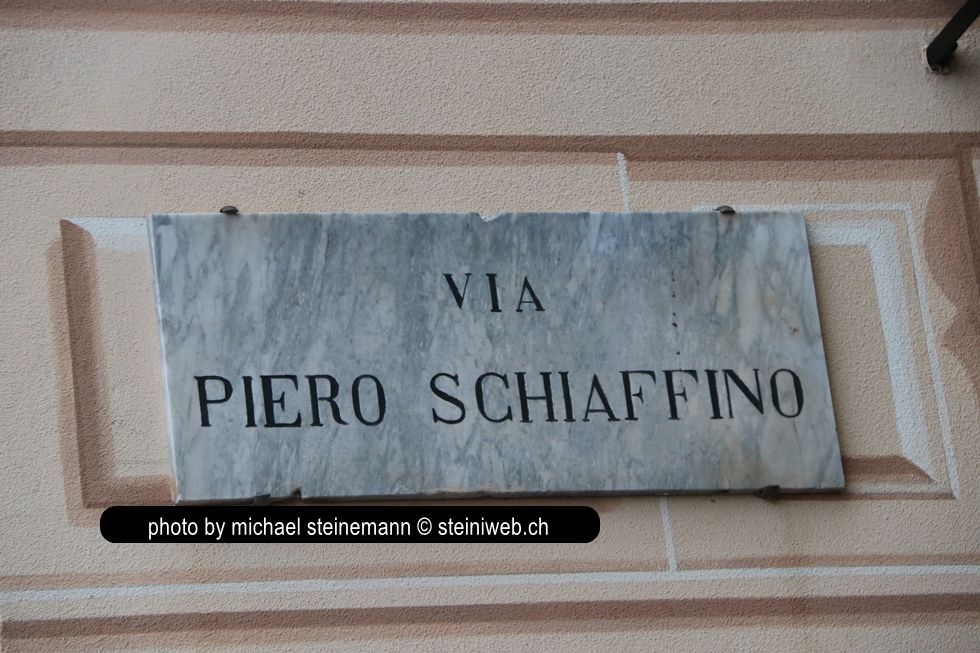 VIA
PIERO SCHIAFFINO
photo by michael steinemann © steiniweb.ch